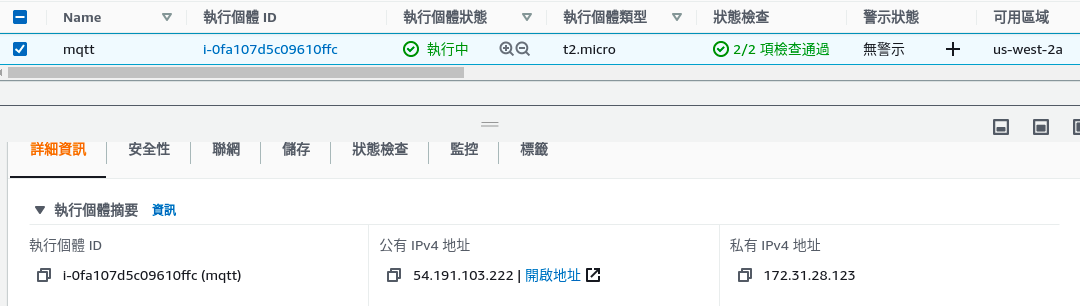 Name 執行個體 ID 執行個體狀態 執行個體類型 狀態檢查 警示狀態 可用區域
mqtt i-0fa107d5c09610ffc 執行中 t2.micro 2/2 項檢查通過 無警示 us-west-2a
詳細資訊 安全性 聯網 儲存 狀態檢查 監控 標籤
執行個體摘要 資訊
執行個體 ID 公有 IPv4 地址 私有 IPv4 地址
i-0fa107d5c09610ffc (mqtt) 54.191.103.222 | 開啟地址 172.31.28.123